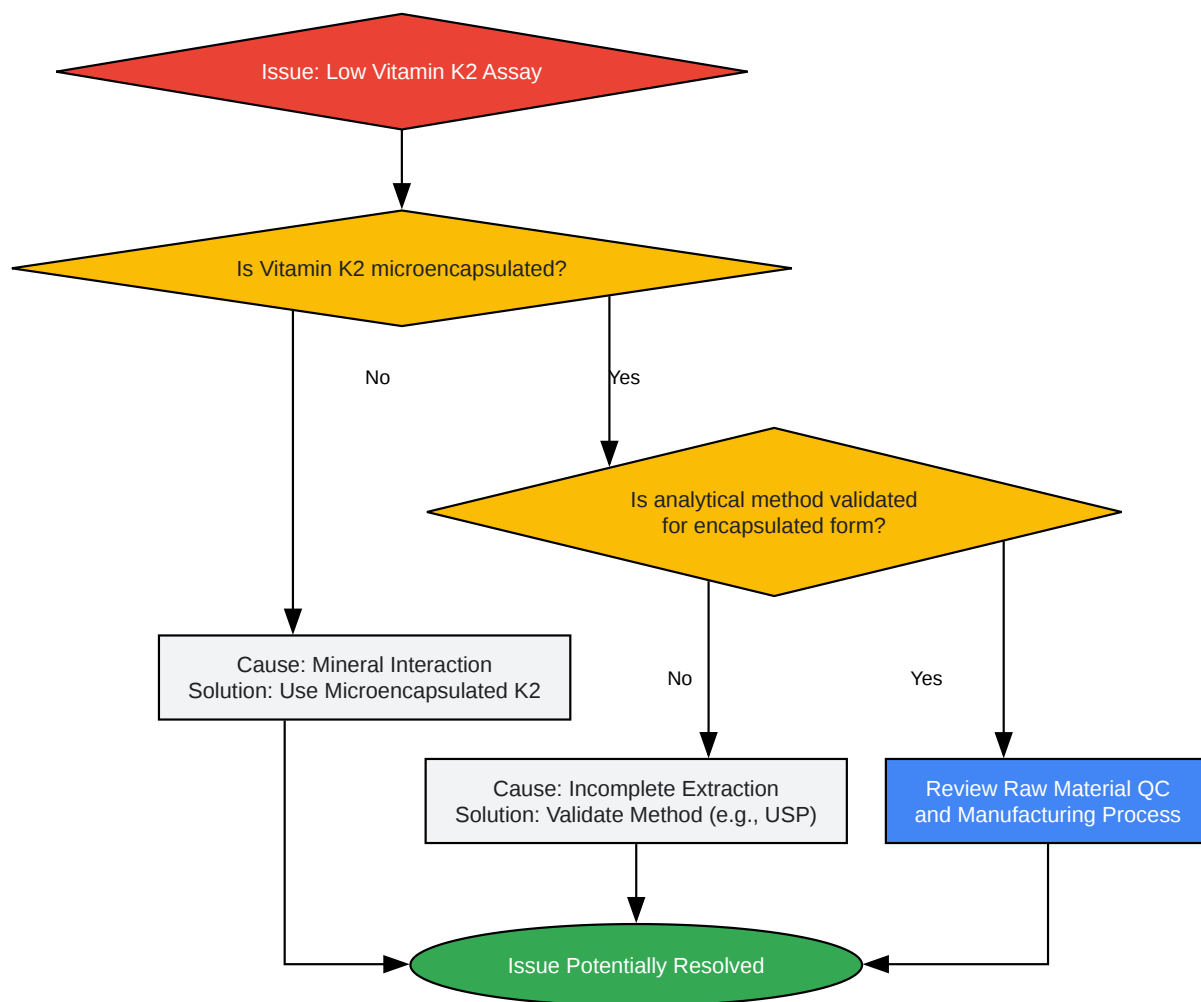 Issue: Low Vitamin K2 Assay
Is Vitamin K2 microencapsulated?
No
Yes
Is analytical method validated
for encapsulated form?
Cause: Mineral Interaction
Solution: Use Microencapsulated K2
No
Yes
Cause: Incomplete Extraction
Solution: Validate Method (e.g., USP)
Review Raw Material QC
and Manufacturing Process
Issue Potentially Resolved